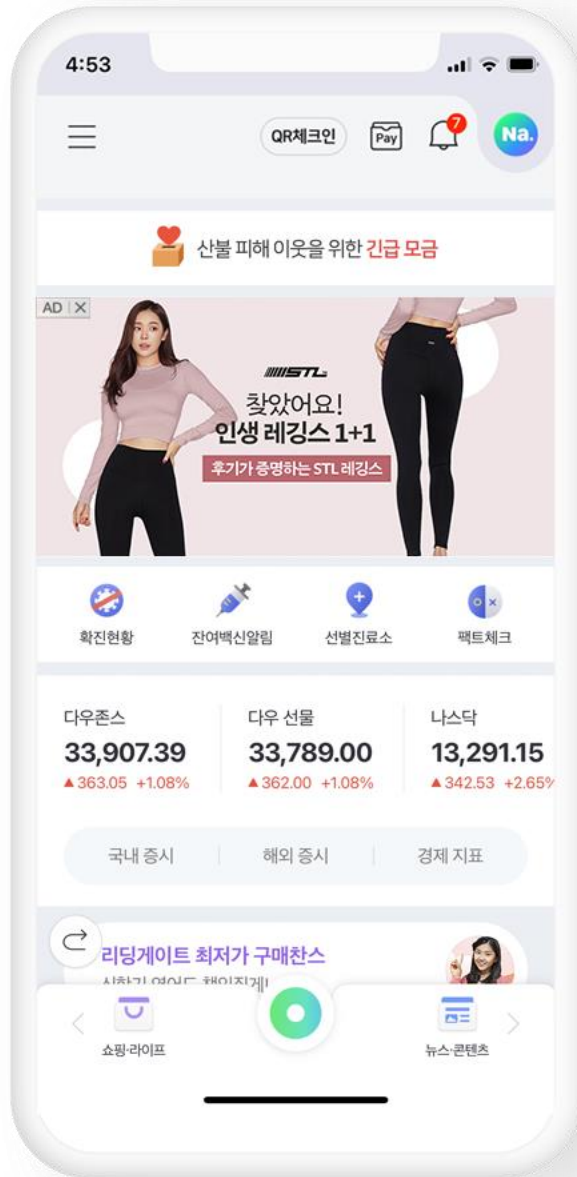 4:53
QR체크인
Pay
7
Na.
산불 피해 이웃을 위한 긴급 모금
AD X
STL
찾았어요!
인생 레깅스 1+1
후기가 증명하는 STL 레깅스
확진현황
잔여백신알림
선별진료소
팩트체크
다우존스
33,907.39
▲363.05 +1.08%
다우 선물
33,789.00
▲362.00 +1.08%
나스닥
13,291.15
▲342.53 +2.65%
국내 증시
해외 증시
경제 지표
리딩게이트 최저가 구매찬스
쇼핑·라이프
뉴스·콘텐츠